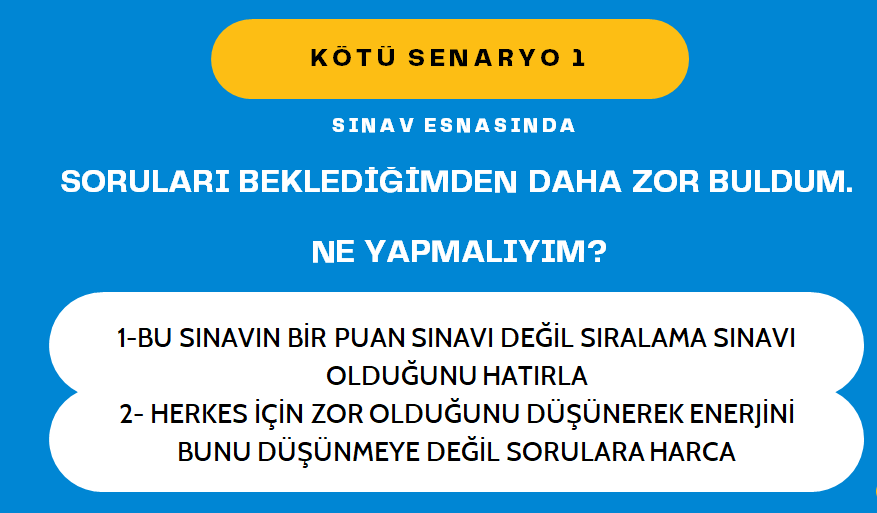 KÖTÜ SENARYO 1
SINAV ESNASINDA
SORULARI BEKLEDİĞİMDEN DAHA ZOR BULDUM.
NE YAPMALIYIM?
1-BU SINAVIN BİR PUAN SINAVI DEĞİL SIRALAMA SINAVI
OLDUĞUNU HATIRLA
2- HERKES İÇİN ZOR OLDUĞUNU DÜŞÜNEREK ENERJİNİ
BUNU DÜŞÜNMEYE DEĞİL SORULARA HARCA